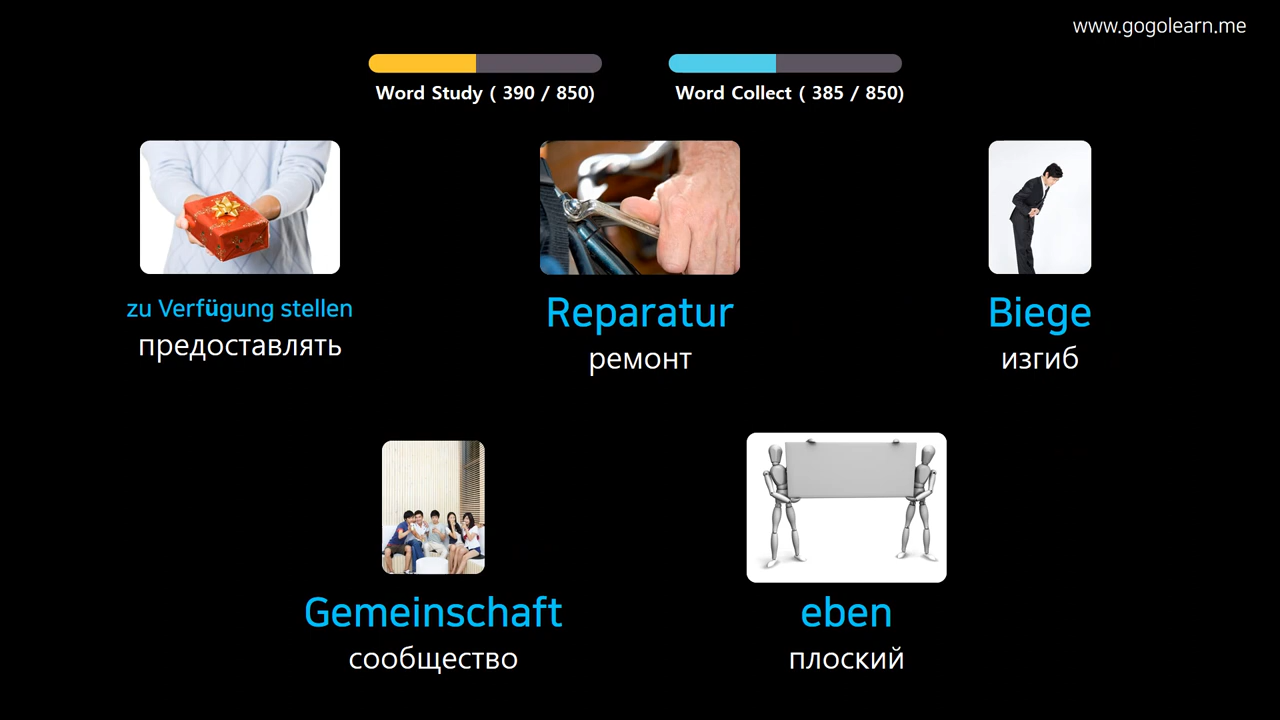 www.gogolearn.me
Word Study ( 390 / 850)
Word Collect ( 385 / 850)
zu Verfügung stellen
предоставлять
Reparatur
ремонт
Biege
изгиб
Gemeinschaft
сообщество
eben
плоский